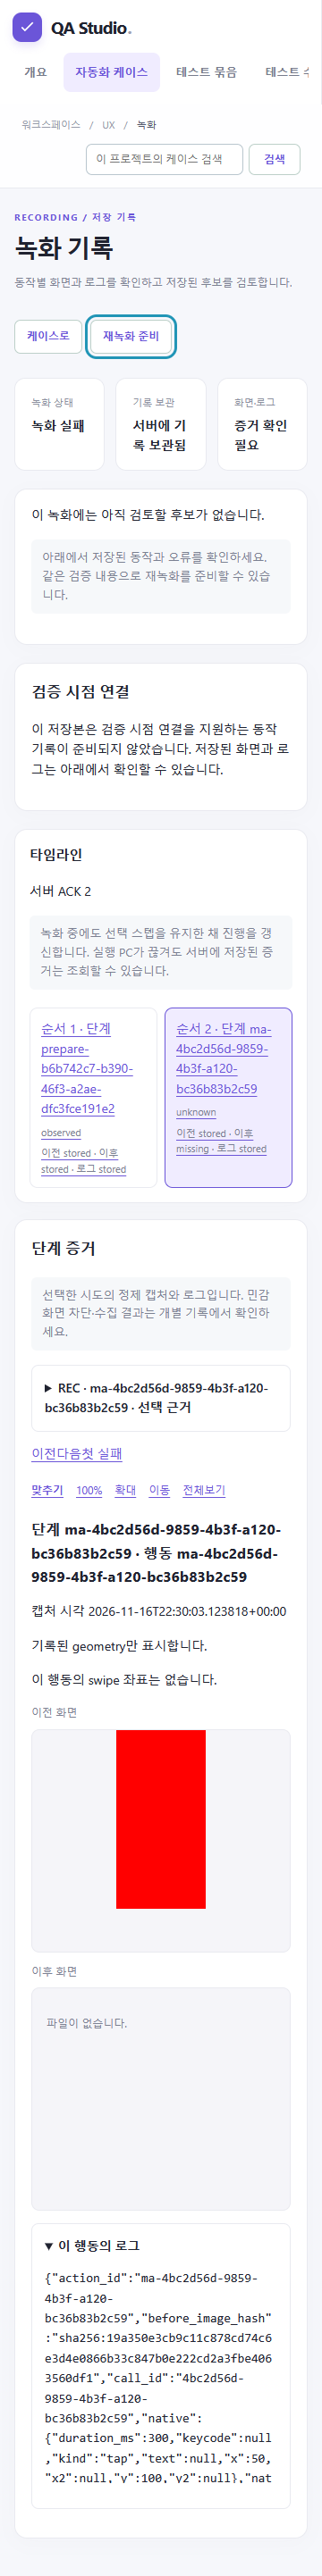 QA Studio.
개요 자동화 케이스 테스트 묶음 테스트 수
워크스페이스 / UX / 녹화
이 프로젝트의 케이스 검색 검색
RECORDING / 저장 기록
녹화 기록
동작별 화면과 로그를 확인하고 저장된 후보를 검토합니다.
케이스로 재녹화 준비
녹화 상태
녹화 실패
기록 보관
서버에 기
록 보관됨
화면·로그
증거 확인
필요
이 녹화에는 아직 검토할 후보가 없습니다.
아래에서 저장된 동작과 오류를 확인하세요.
같은 검증 내용으로 재녹화를 준비할 수 있습
니다.
검증 시점 연결
이 저장본은 검증 시점 연결을 지원하는 동작
기록이 준비되지 않았습니다. 저장된 화면과 로
그는 아래에서 확인할 수 있습니다.
타임라인
서버 ACK 2
녹화 중에도 선택 스텝을 유지한 채 진행을 갱
신합니다. 실행 PC가 끊겨도 서버에 저장된 증
거는 조회할 수 있습니다.
순서 1 · 단계
prepare-
b6b742c7-b390-
46f3-a2ae-
dfc3fce191e2
observed
이전 stored · 이후
stored · 로그 stored
순서 2 · 단계 ma-
4bc2d56d-9859-
4b3f-a120-
bc36b83b2c59
unknown
이전 stored · 이후
missing · 로그 stored
단계 증거
선택한 시도의 정제 캡처와 로그입니다. 민감
화면 차단·수집 결과는 개별 기록에서 확인하
세요.
▶ REC · ma-4bc2d56d-9859-4b3f-a120-
bc36b83b2c59 · 선택 근거
이전다음첫 실패
맞추기 100% 확대 이동 전체보기
단계 ma-4bc2d56d-9859-4b3f-a120-
bc36b83b2c59 · 행동 ma-4bc2d56d-
9859-4b3f-a120-bc36b83b2c59
캡처 시각 2026-11-16T22:30:03.123818+00:00
기록된 geometry만 표시합니다.
이 행동의 swipe 좌표는 없습니다.
이전 화면
이후 화면
파일이 없습니다.
▼ 이 행동의 로그
{"action_id":"ma-4bc2d56d-9859-
4b3f-a120-
bc36b83b2c59","before_image_hash"
:"sha256:19a350e3cb9c11c878cd74c6
e3d4e0866b33c847b0e222cd2a3fbe406
3560df1","call_id":"4bc2d56d-
9859-4b3f-a120-
bc36b83b2c59","native":
{"duration_ms":300,"keycode":null
,"kind":"tap","text":null,"x":50,
"x2":null,"y":100,"y2":null},"nat